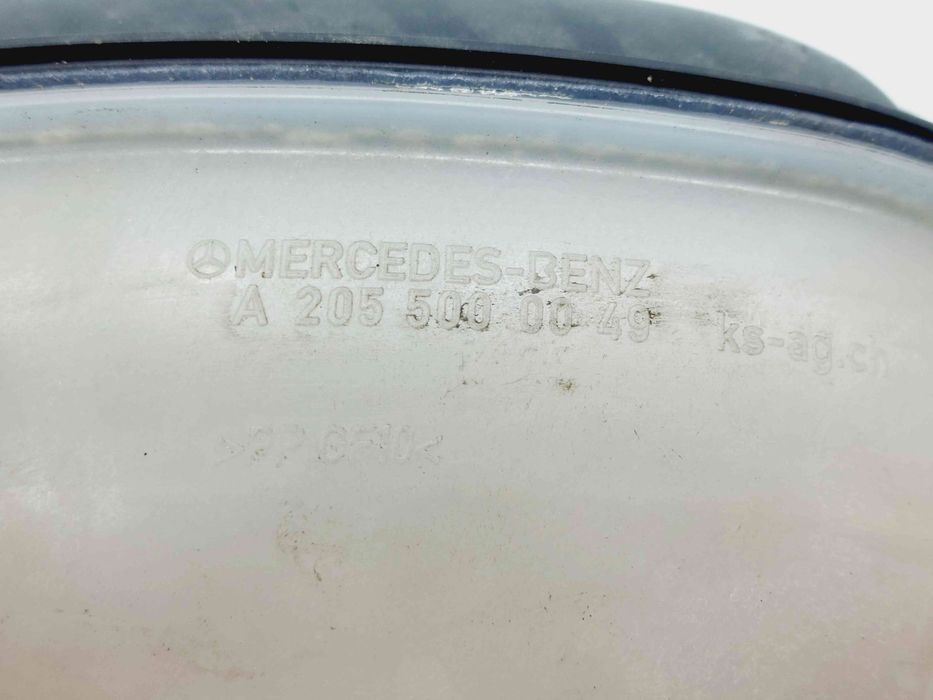 MERCEDES-BENZ
A 205 500 00 49 ks-ag.ch